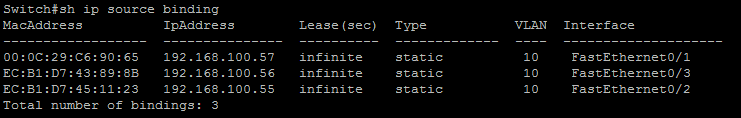 Switch#sh ip source binding
MacAddress          IpAddress        Lease(sec)  Type           VLAN  Interface
------------------  ---------------  ----------  -------------  ----  --------------------
00:0C:29:C6:90:65   192.168.100.57   infinite    static         10    FastEthernet0/1
EC:B1:D7:43:89:8B   192.168.100.56   infinite    static         10    FastEthernet0/3
EC:B1:D7:45:11:23   192.168.100.55   infinite    static         10    FastEthernet0/2
Total number of bindings: 3